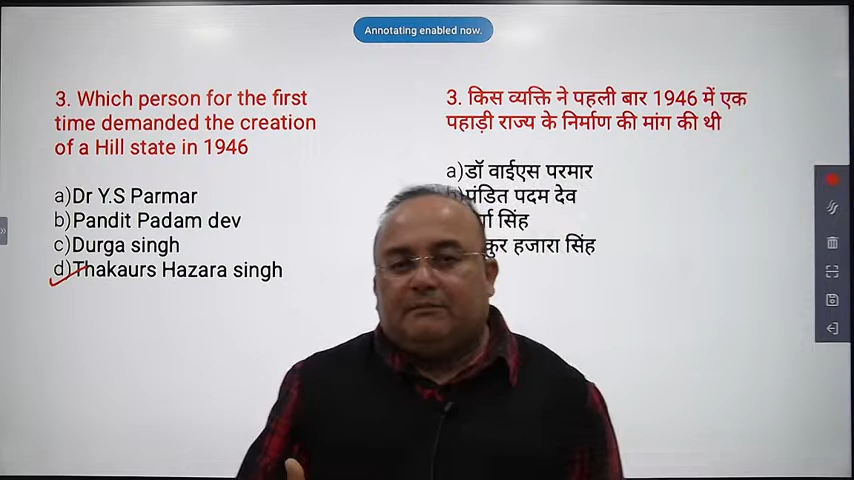 Annotating enabled now.
3. Which person for the first
time demanded the creation
of a Hill state in 1946
a)Dr Y.S Parmar
b)Pandit Padam dev
c)Durga singh
d)Thakaurs Hazara singh
3. किस व्यक्ति ने पहली बार 1946 में एक
पहाड़ी राज्य के निर्माण की मांग की थी
a)डॉ वाईएस परमार
पंडित पदम देव
सिंह
हजारा सिंह